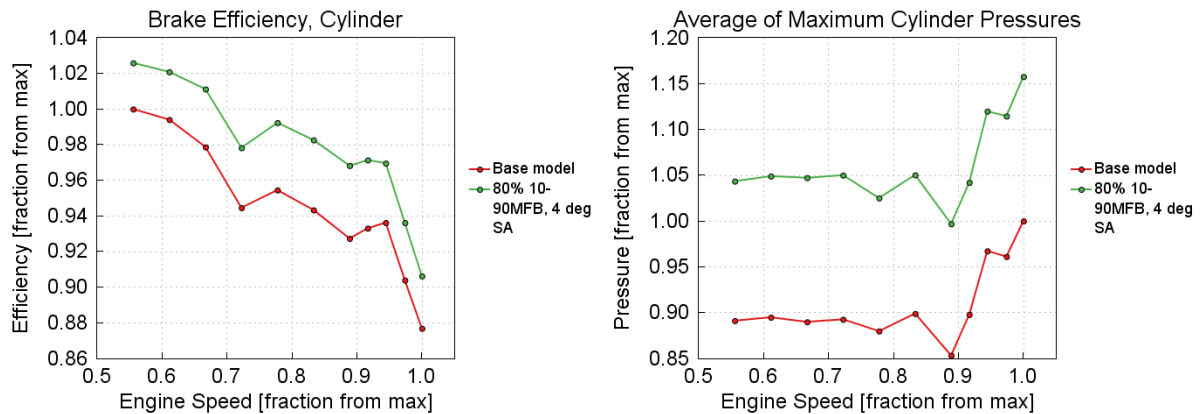 Brake Efficiency, Cylinder
1.04
1.02
1.00
0.98
0.96
0.94
0.92
0.90
0.88
0.86
0.5
0.6
0.7
0.8
0.9
1.0
Efficiency [fraction from max]
Engine Speed [fraction from max]
Base model
80% 10-
90MFB, 4 deg
SA
Average of Maximum Cylinder Pressures
1.20
1.15
1.10
1.05
1.00
0.95
0.90
0.85
0.5
0.6
0.7
0.8
0.9
1.0
Pressure [fraction from max]
Engine Speed [fraction from max]
Base model
80% 10-
90MFB, 4 deg
SA